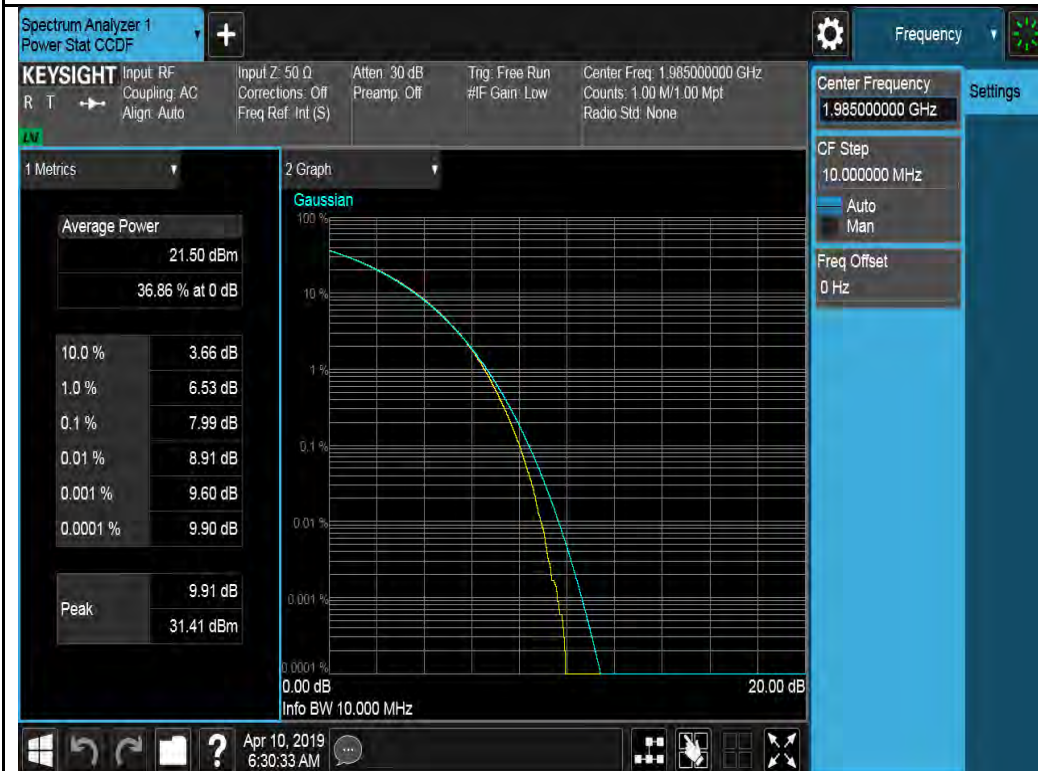 Spectrum Analyzer 1
Power Stat CCDF
Frequency
KEYSIGHT
R T
LN
Input: RF
Coupling: AC
Align: Auto
Input Z: 50 Ω
Corrections: Off
Freq Ref: Int (S)
Atten: 30 dB
Preamp: Off
Trig: Free Run
#IF Gain: Low
Center Freq: 1.985000000 GHz
Counts: 1.00 M/1.00 Mpt
Radio Std: None
Center Frequency
1.985000000 GHz
Settings
CF Step
10.000000 MHz
Auto
Man
Freq Offset
0 Hz
1 Metrics
Average Power
21.50 dBm
36.86 % at 0 dB
10.0 % 3.66 dB
1.0 % 6.53 dB
0.1 % 7.99 dB
0.01 % 8.91 dB
0.001 % 9.60 dB
0.0001 % 9.90 dB
Peak
9.91 dB
31.41 dBm
2 Graph
Gaussian
100 %
10 %
1 %
0.1 %
0.01 %
0.001 %
0.0001 %
0.00 dB 20.00 dB
Info BW 10.000 MHz
?
Apr 10, 2019
6:30:33 AM